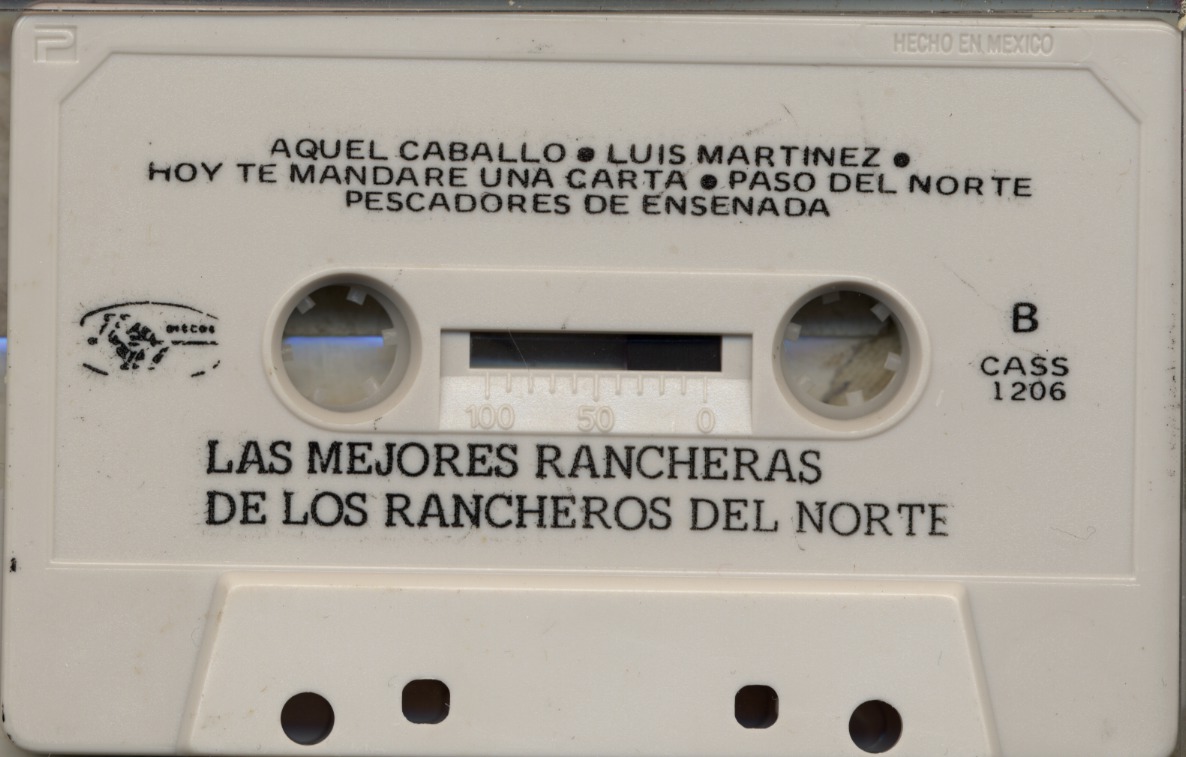 HECHO EN MEXICO
AQUEL CABALLO ● LUIS MARTINEZ ●
HOY TE MANDARE UNA CARTA ● PASO DEL NORTE
PESCADORES DE ENSENADA
DISCOS
B
CASS
1206
100 50 0
LAS MEJORES RANCHERAS
DE LOS RANCHEROS DEL NORTE